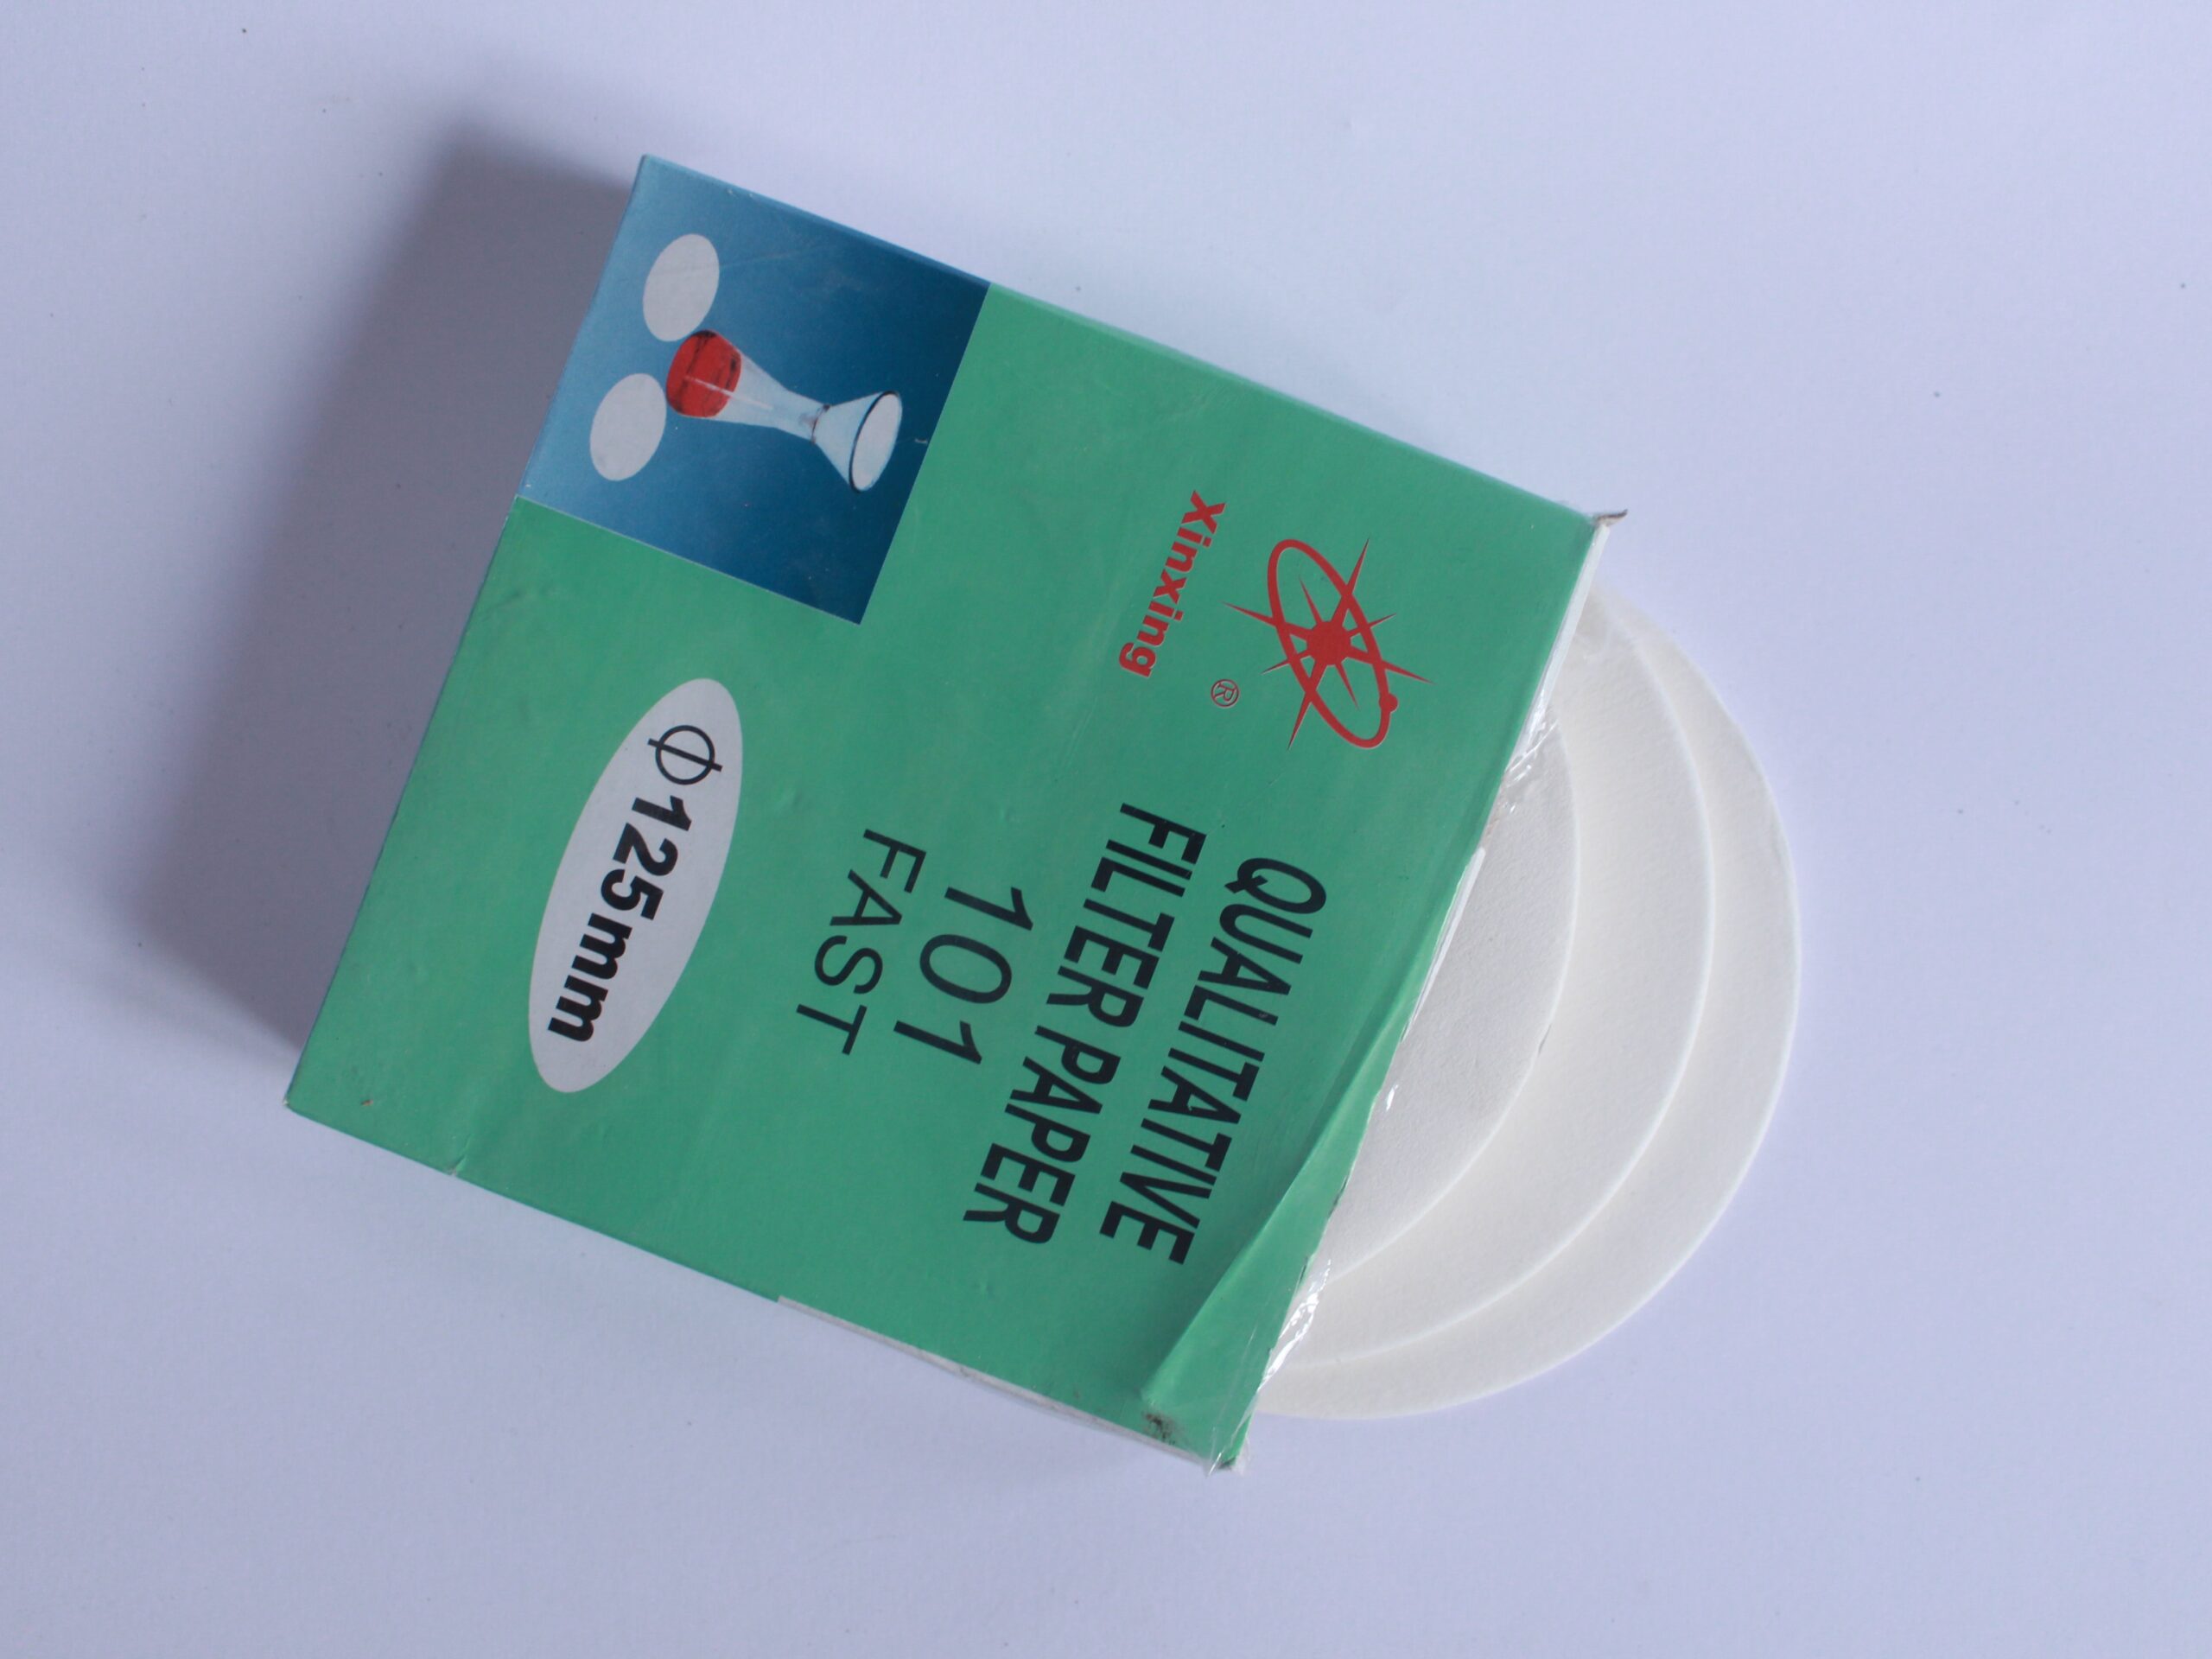 Xinxing
®
QUALITATIVE
FILTER PAPER
101
FAST
Φ125mm